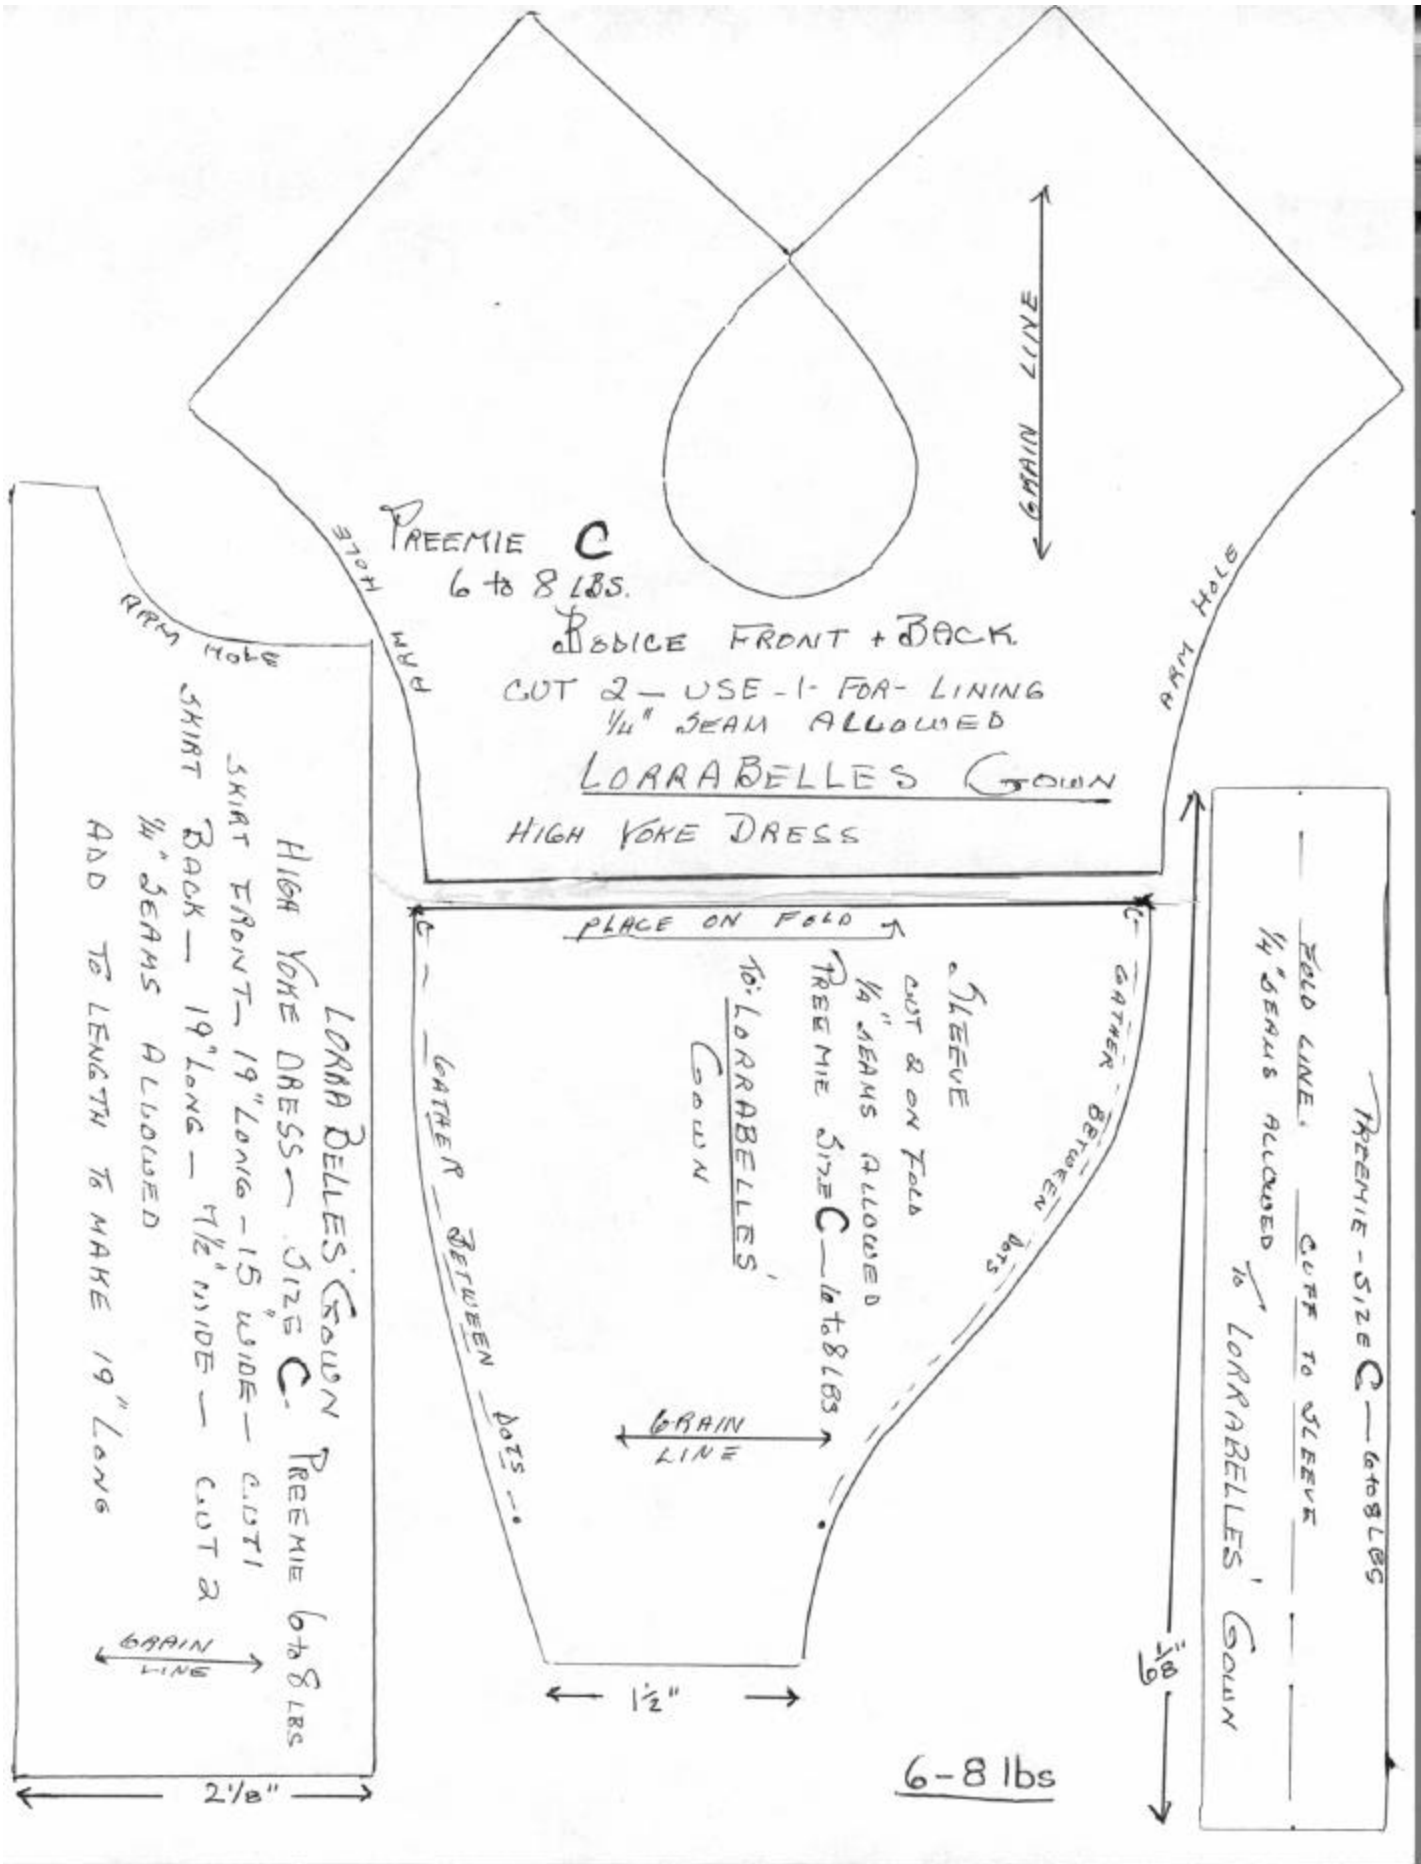 GRAIN LINE
ARM HOLE
ARM HOLE
PREEMIE C
6 to 8 LBS.
BODICE FRONT + BACK
CUT 2 — USE - 1 - FOR - LINING
1/4" SEAM ALLOWED
LORRABELLES GOWN
HIGH YOKE DRESS
ARM HOLE
LORRABELLES' GOWN
HIGH YOKE DRESS — SIZE C. PREEMIE 6 to 8 LBS
SKIRT FRONT — 19" LONG - 15" WIDE — CUT 1
SKIRT BACK — 19" LONG — 7 1/2" WIDE — CUT 2
1/4" SEAMS ALLOWED
ADD TO LENGTH TO MAKE 19" LONG
GRAIN
LINE
2 1/8"
PLACE ON FOLD
C
C
GATHER BETWEEN DOTS
SLEEVE
CUT 2 ON FOLD
1/4" SEAMS ALLOWED
PREEMIE SIZE C — 6 to 8 LBS
TO: LORRABELLES'
GOWN
GATHER BETWEEN DOTS
GRAIN
LINE
1 1/2"
PREEMIE - SIZE C — 6 to 8 LBS
FOLD LINE. CUFF TO SLEEVE
1/4" SEAMS ALLOWED
TO LORRABELLES' GOWN
6 1/8"
6-8 lbs